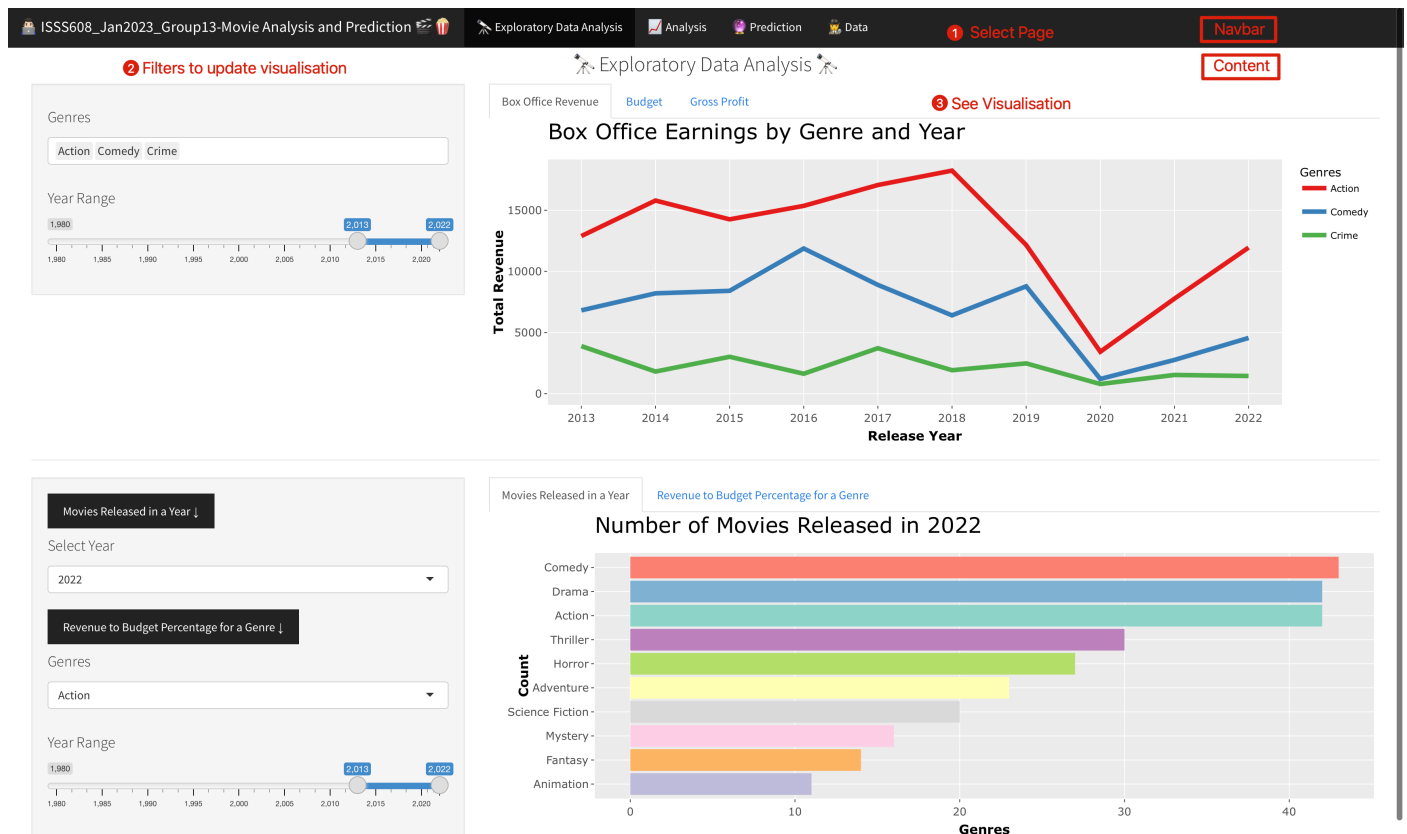 ISSS608_Jan2023_Group13-Movie Analysis and Prediction
Exploratory Data Analysis
Analysis
Prediction
Data
1 Select Page
Navbar
2 Filters to update visualisation
Exploratory Data Analysis
Content
Genres
Action Comedy Crime
Year Range
1,980 2,013 2,022
1,980 1,985 1,990 1,995 2,000 2,005 2,010 2,015 2,020
Box Office Revenue Budget Gross Profit
3 See Visualisation
Box Office Earnings by Genre and Year
Total Revenue
15000
10000
5000
0
2013 2014 2015 2016 2017 2018 2019 2020 2021 2022
Release Year
Genres
Action
Comedy
Crime
Movies Released in a Year ↓
Select Year
2022
Revenue to Budget Percentage for a Genre ↓
Genres
Action
Year Range
1,980 2,013 2,022
1,980 1,985 1,990 1,995 2,000 2,005 2,010 2,015 2,020
Movies Released in a Year Revenue to Budget Percentage for a Genre
Number of Movies Released in 2022
Count
Comedy
Drama
Action
Thriller
Horror
Adventure
Science Fiction
Mystery
Fantasy
Animation
0 10 20 30 40
Genres